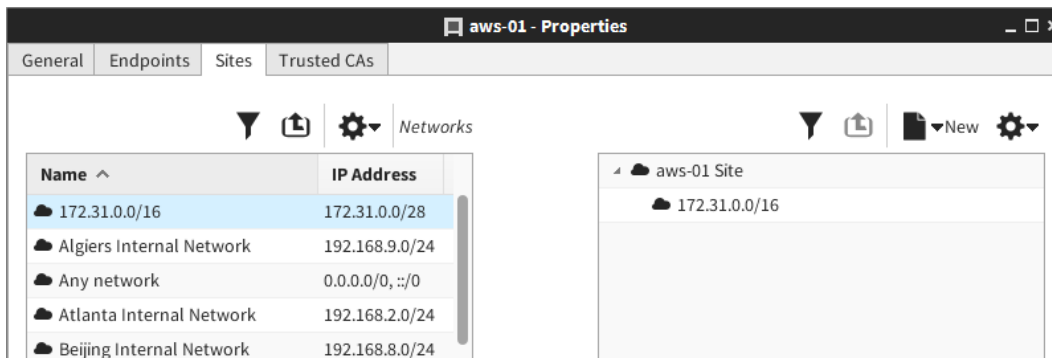 aws-01 - Properties
General Endpoints Sites Trusted CAs
Networks
New
Name IP Address
172.31.0.0/16 172.31.0.0/28
Algiers Internal Network 192.168.9.0/24
Any network 0.0.0.0/0, ::/0
Atlanta Internal Network 192.168.2.0/24
Beijing Internal Network 192.168.8.0/24
aws-01 Site
172.31.0.0/16